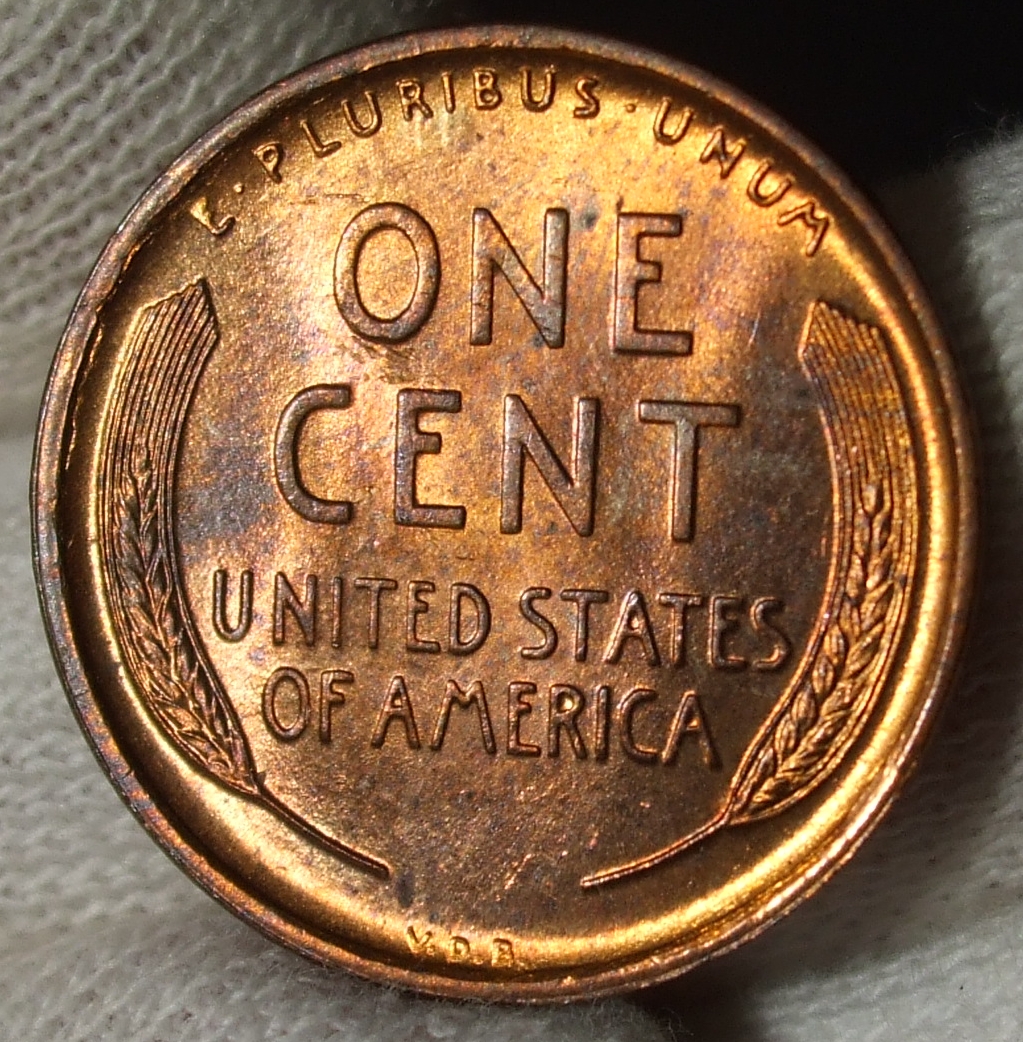 E·PLURIBUS·UNUM
ONE
CENT
UNITED STATES
OF AMERICA
V.D.B.